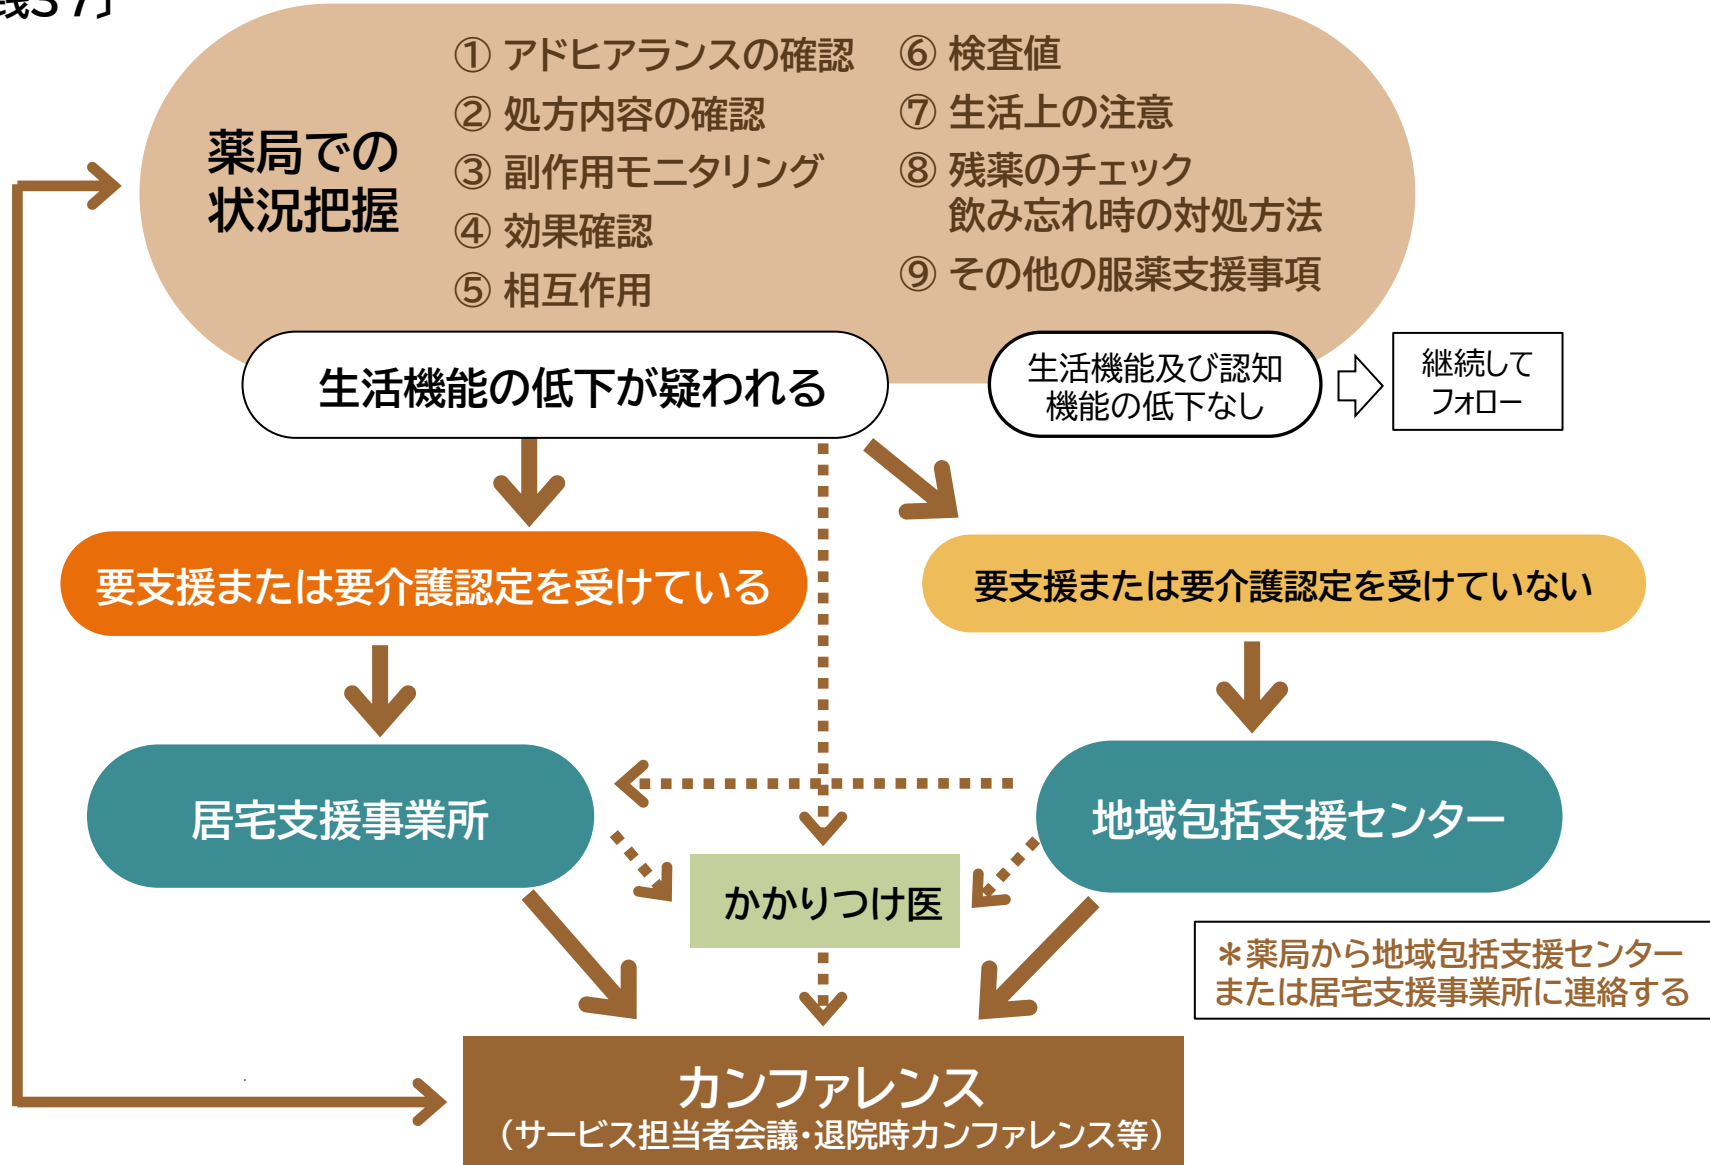 薬局での
状況把握
① アドヒアランスの確認
② 処方内容の確認
③ 副作用モニタリング
④ 効果確認
⑤ 相互作用
⑥ 検査値
⑦ 生活上の注意
⑧ 残薬のチェック
飲み忘れ時の対処方法
⑨ その他の服薬支援事項
生活機能の低下が疑われる
生活機能及び認知
機能の低下なし
継続して
フォロー
要支援または要介護認定を受けている
要支援または要介護認定を受けていない
居宅支援事業所
地域包括支援センター
かかりつけ医
＊薬局から地域包括支援センター
または居宅支援事業所に連絡する
カンファレンス
（サービス担当者会議・退院時カンファレンス等）